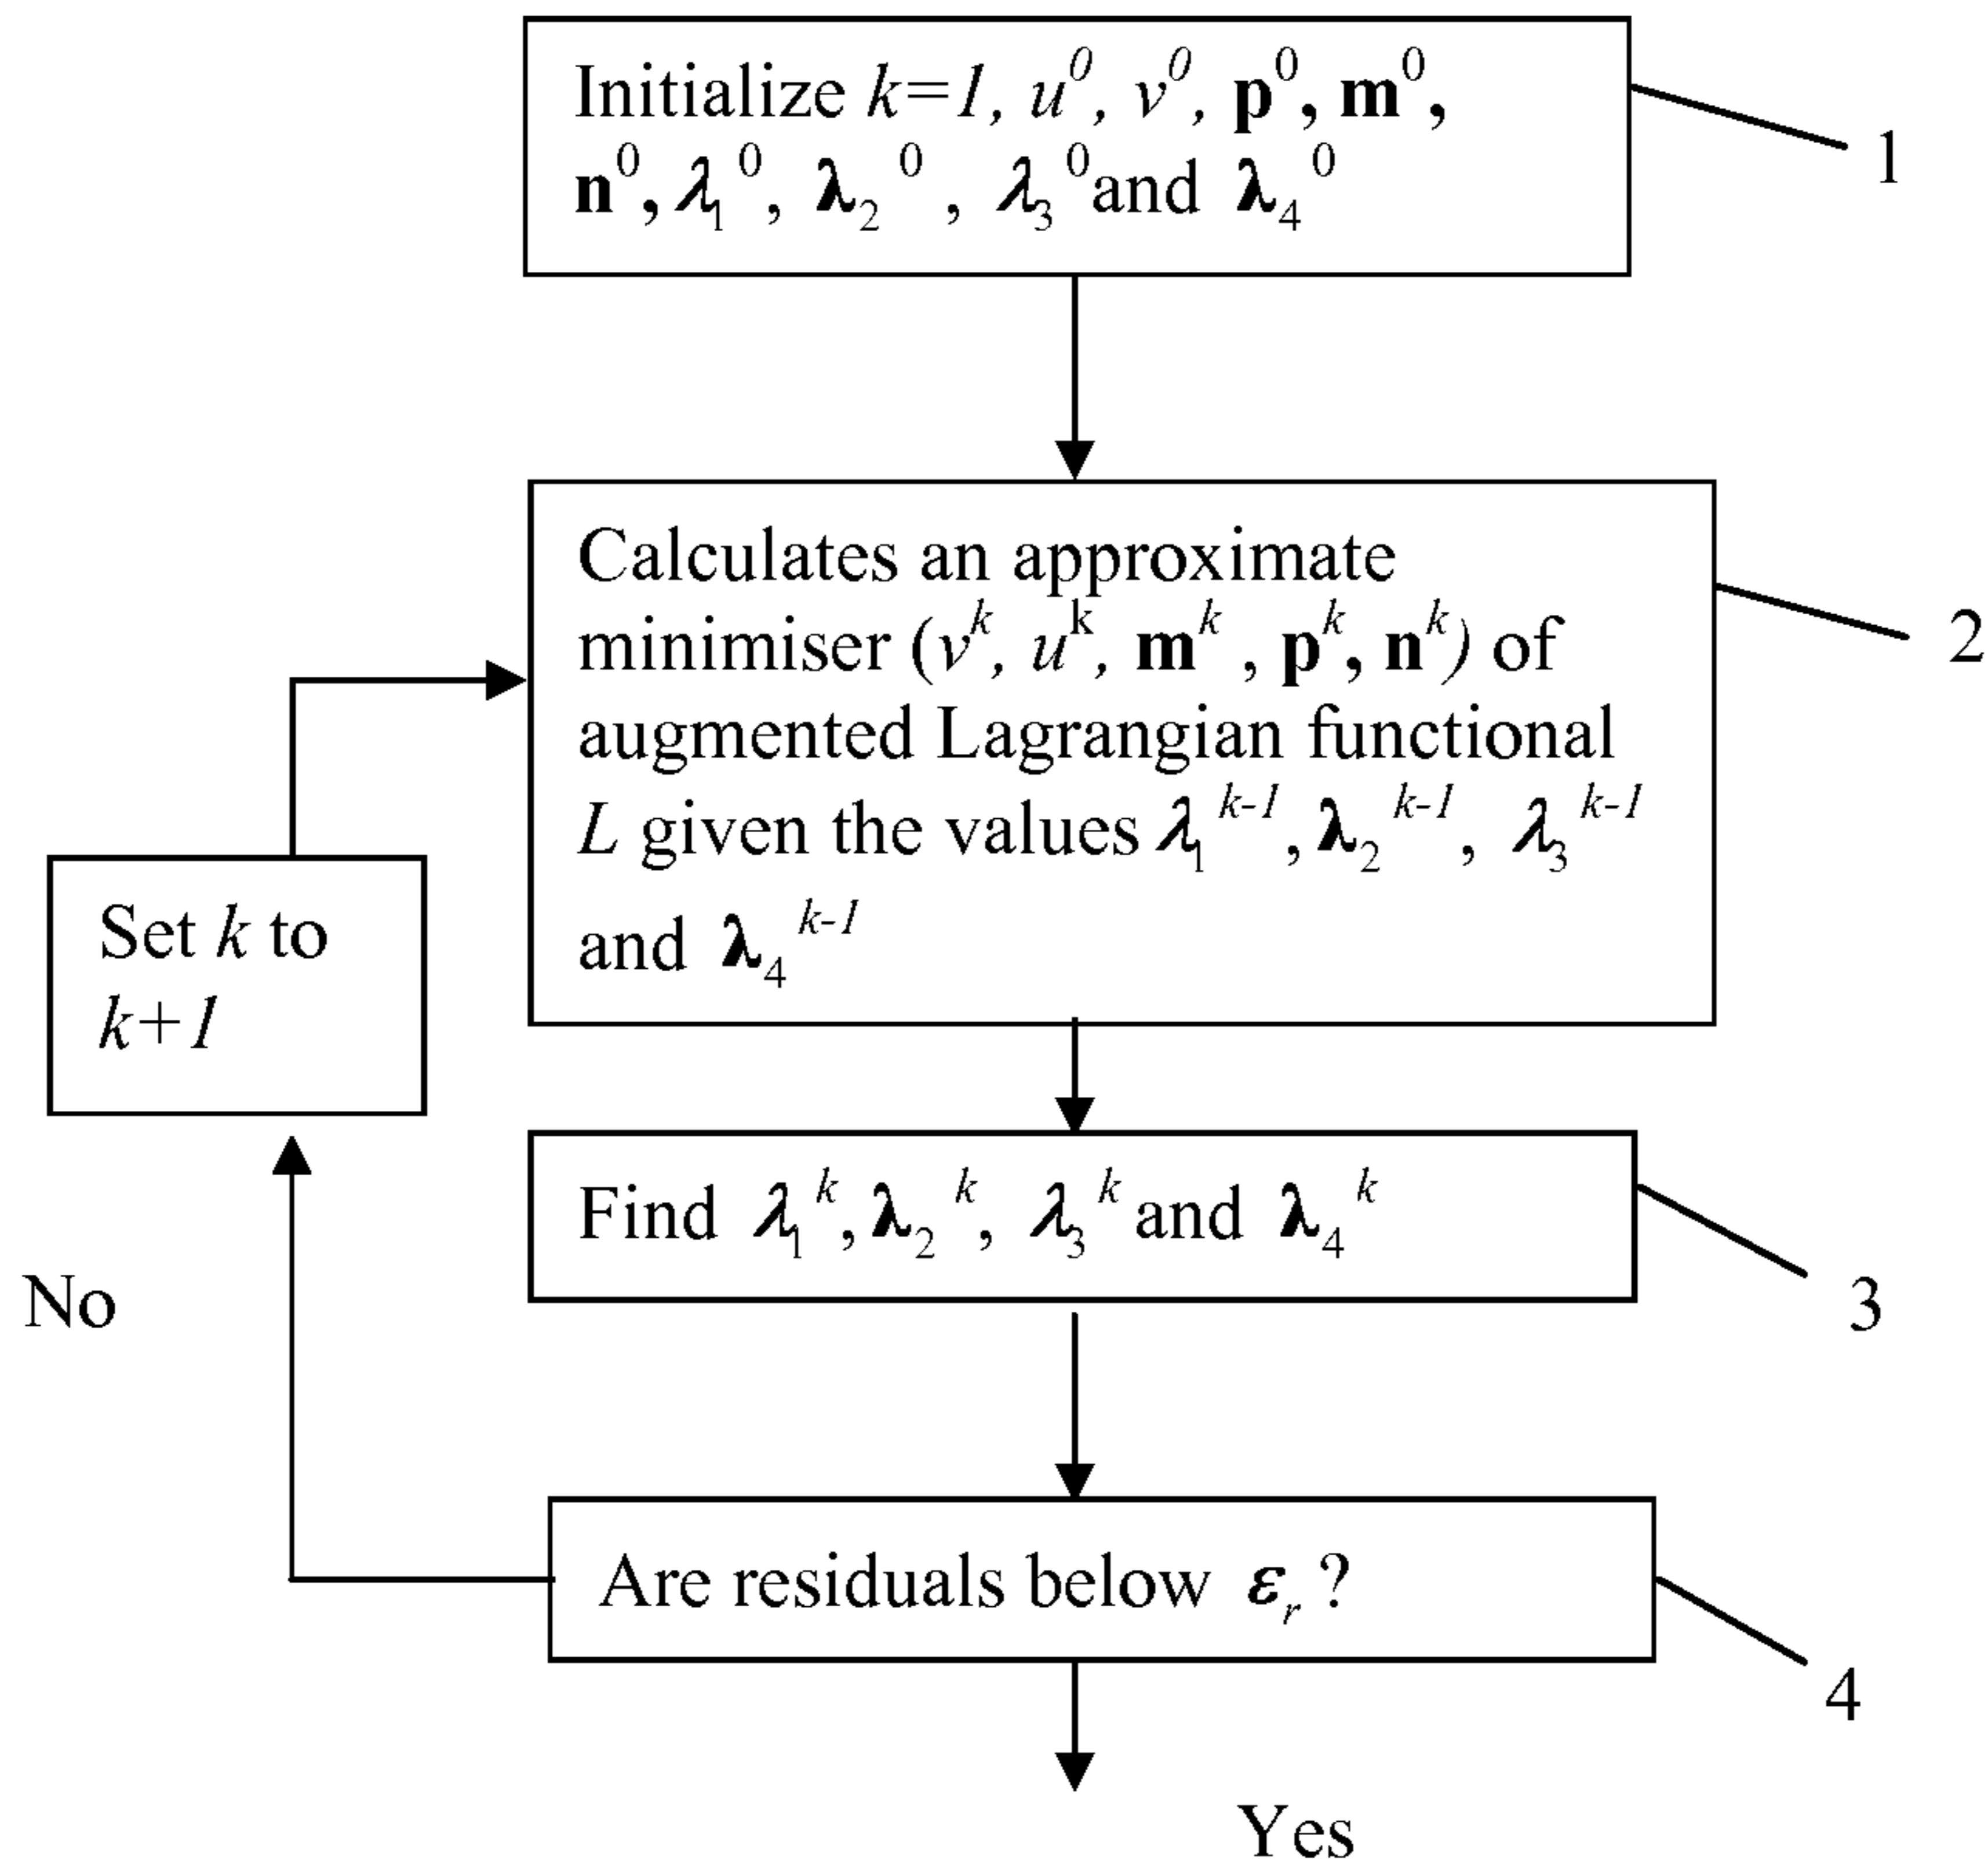 Initialize k=1, u⁰, v⁰, p⁰, m⁰,
n⁰, λ₁⁰, λ₂⁰, λ₃⁰ and λ₄⁰
1
Calculates an approximate
minimiser (vᵏ, uᵏ, mᵏ, pᵏ, nᵏ) of
augmented Lagrangian functional
L given the values λ₁ᵏ⁻¹, λ₂ᵏ⁻¹, λ₃ᵏ⁻¹
and λ₄ᵏ⁻¹
2
Set k to
k+1
Find λ₁ᵏ, λ₂ᵏ, λ₃ᵏ and λ₄ᵏ
3
No
Are residuals below εᵣ ?
4
Yes